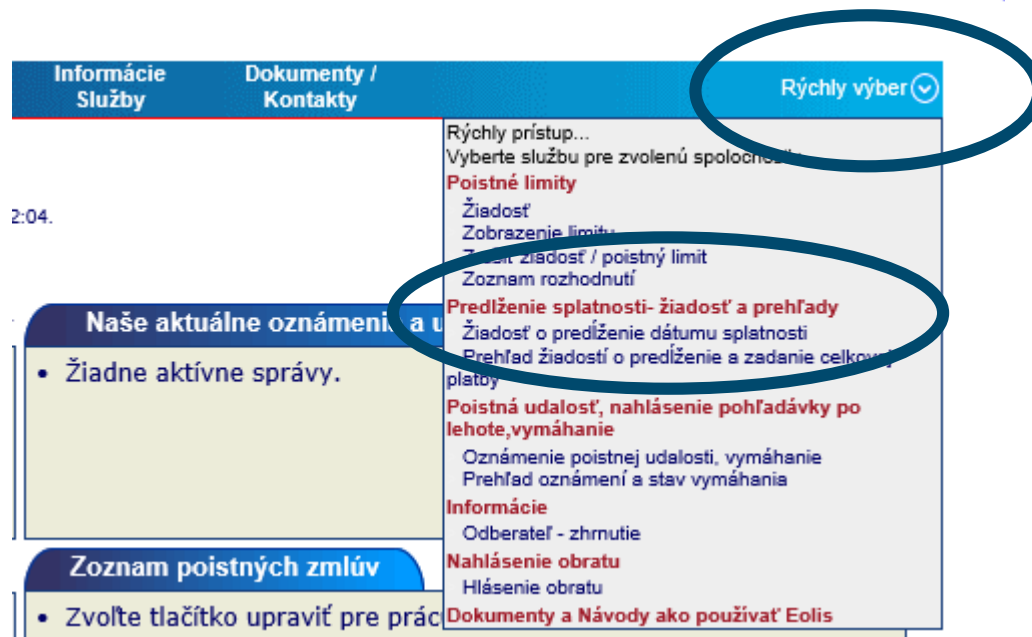 Informácie
Služby
Dokumenty /
Kontakty
Rýchly výber
Rýchly prístup...
Vyberte službu pre zvolenú
Poistné limity
Žiadosť
Zobrazenie limitu
žiadosť / poistný limit
Zoznam rozhodnutí
Predlženie splatnosti- žiadosť a prehľady
Žiadosť o predĺženie dátumu splatnosti
Prehľad žiadostí o predĺženie a zadanie celkovej
platby
Poistná udalosť, nahlásenie pohľadávky po
lehote,vymáhanie
Oznámenie poistnej udalosti, vymáhanie
Prehľad oznámení a stav vymáhania
Informácie
Odberateľ - zhrnutie
Nahlásenie obratu
Hlásenie obratu
Dokumenty a Návody ako používať Eolis
2:04.
Naše aktuálne a u
• Žiadne aktívne správy.
Zoznam poistných zmlúv
• Zvoľte tlačítko upraviť pre prác